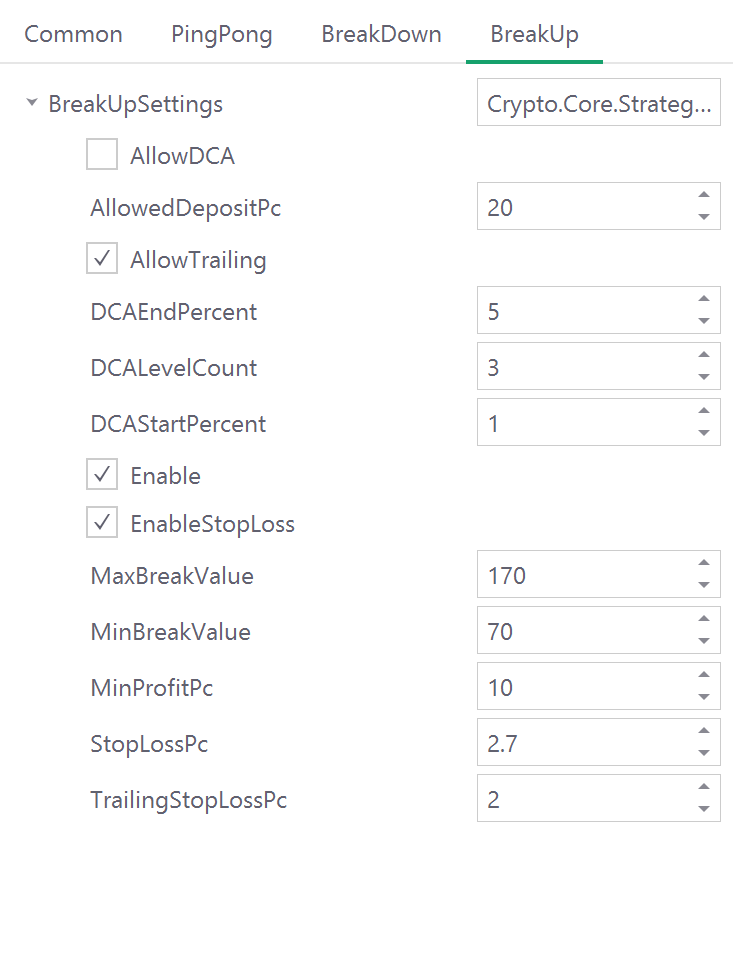 Common PingPong BreakDown BreakUp
BreakUpSettings Crypto.Core.Strateg...
AllowDCA
AllowedDepositPc 20
AllowTrailing
DCAEndPercent 5
DCALevelCount 3
DCAStartPercent 1
Enable
EnableStopLoss
MaxBreakValue 170
MinBreakValue 70
MinProfitPc 10
StopLossPc 2.7
TrailingStopLossPc 2